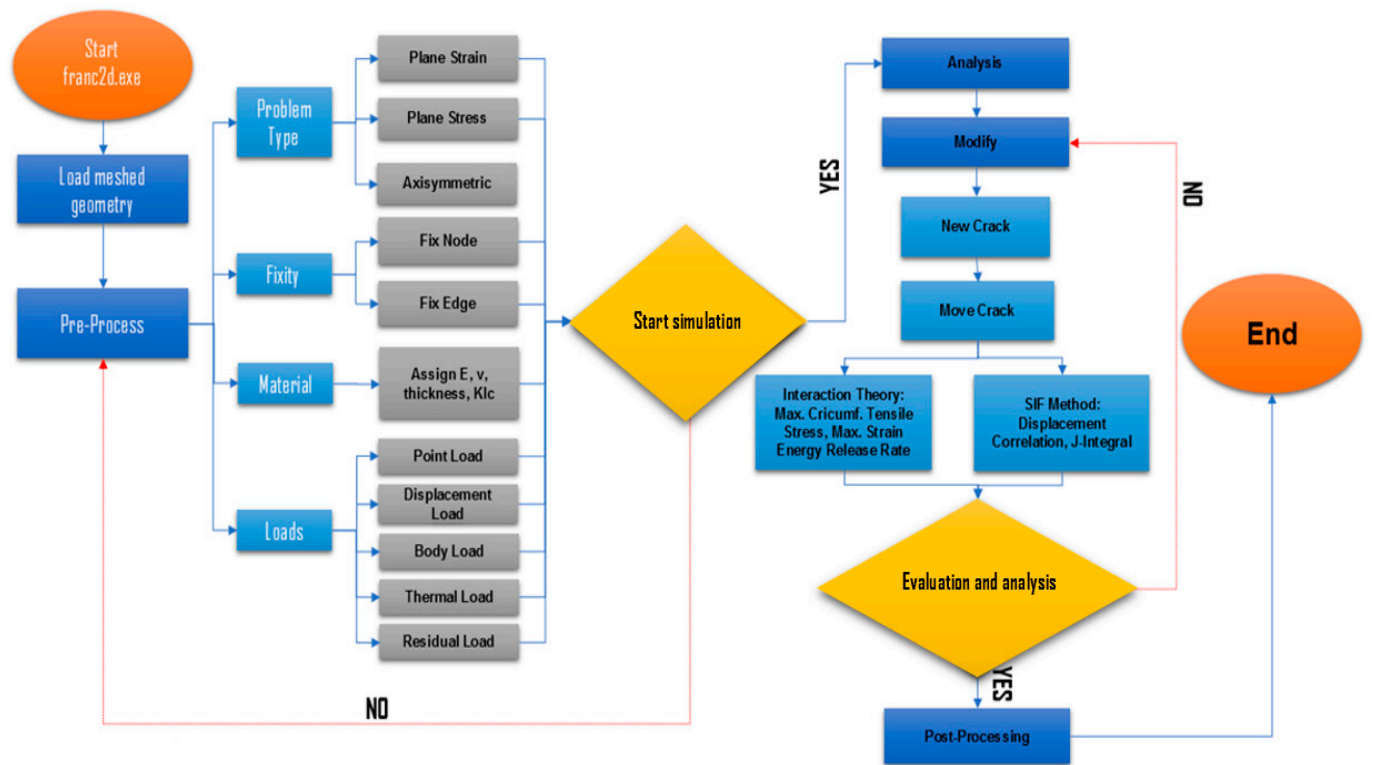 Start
franc2d.exe
Load meshed
geometry
Pre-Process
Problem
Type
Fixity
Material
Loads
Plane Strain
Plane Stress
Axisymmetric
Fix Node
Fix Edge
Assign E, v,
thickness, KIc
Point Load
Displacement
Load
Body Load
Thermal Load
Residual Load
Start simulation
NO
YES
Analysis
Modify
New Crack
Move Crack
Interaction Theory:
Max. Cricumf. Tensile
Stress, Max. Strain
Energy Release Rate
SIF Method:
Displacement
Correlation, J-Integral
Evaluation and analysis
NO
YES
Post-Processing
End